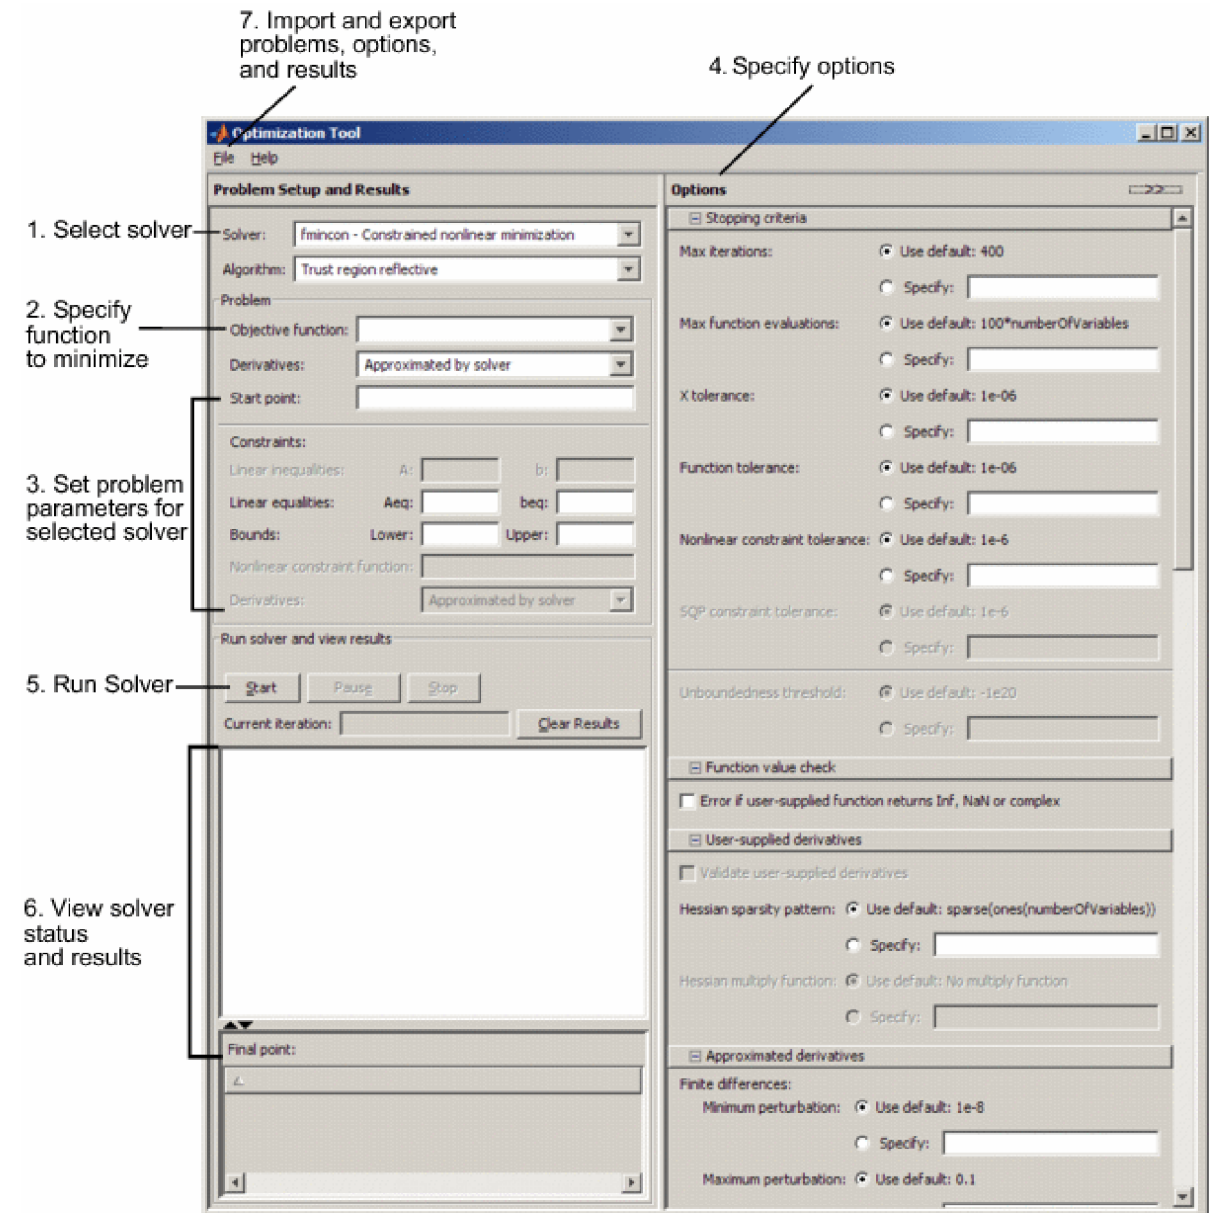 7. Import and export
problems, options,
and results
4. Specify options
Optimization Tool
File Help
Problem Setup and Results
Options
>>
1. Select solver
Solver: fmincon - Constrained nonlinear minimization
Algorithm: Trust region reflective
2. Specify
function
to minimize
Problem
Objective function:
Derivatives: Approximated by solver
Start point:
3. Set problem
parameters for
selected solver
Constraints:
Linear inequalities: A: b:
Linear equalities: Aeq: beq:
Bounds: Lower: Upper:
Nonlinear constraint function:
Derivatives: Approximated by solver
Run solver and view results
5. Run Solver
Start Pause Stop
Current iteration: Clear Results
6. View solver
status
and results
Final point:
Stopping criteria
Max iterations: Use default: 400
Specify:
Max function evaluations: Use default: 100*numberOfVariables
Specify:
X tolerance: Use default: 1e-06
Specify:
Function tolerance: Use default: 1e-06
Specify:
Nonlinear constraint tolerance: Use default: 1e-6
Specify:
SQP constraint tolerance: Use default: 1e-6
Specify:
Unboundedness threshold: Use default: -1e20
Specify:
Function value check
Error if user-supplied function returns Inf, NaN or complex
User-supplied derivatives
Validate user-supplied derivatives
Hessian sparsity pattern: Use default: sparse(ones(numberOfVariables))
Specify:
Hessian multiply function: Use default: No multiply function
Specify:
Approximated derivatives
Finite differences:
Minimum perturbation: Use default: 1e-8
Specify:
Maximum perturbation: Use default: 0.1